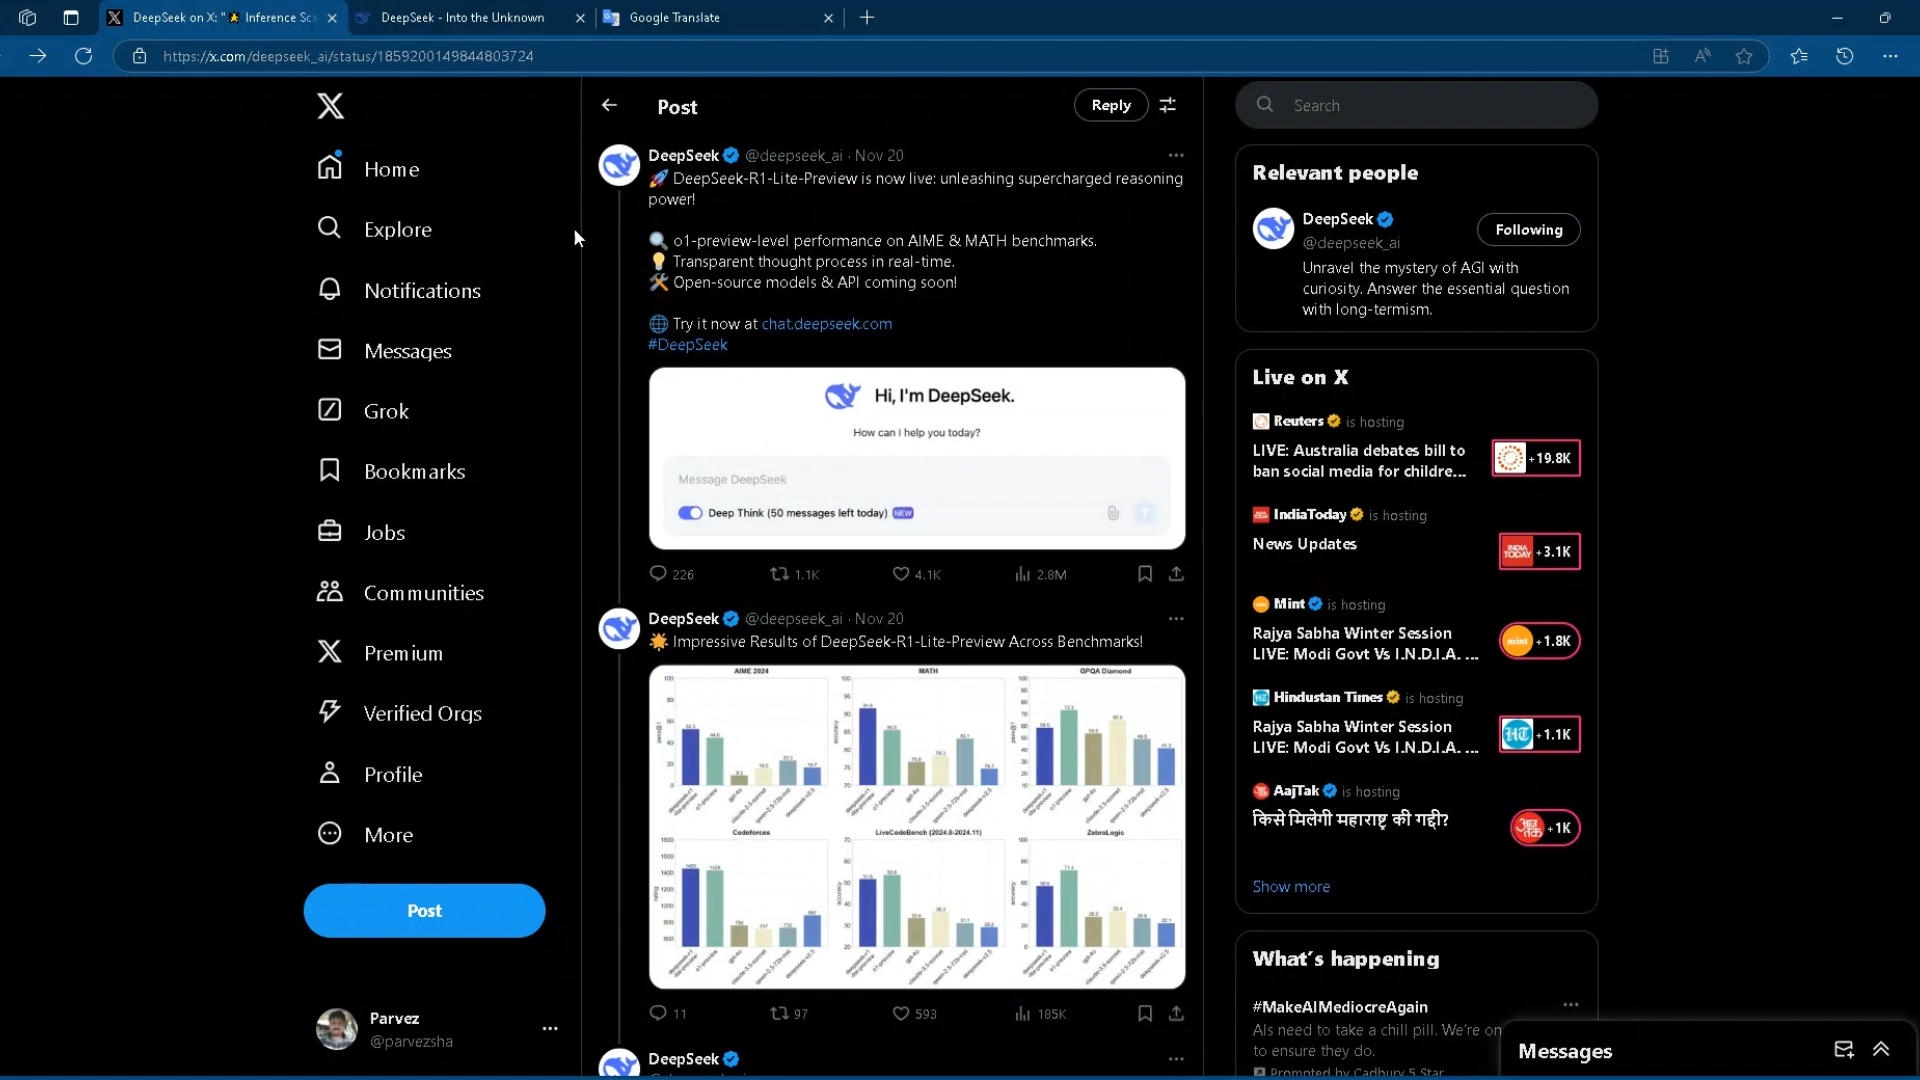 DeepSeek on X: " Inference Sca
DeepSeek - Into the Unknown
Google Translate
https://x.com/deepseek_ai/status/1859200149844803724
Home
Explore
Notifications
Messages
Grok
Bookmarks
Jobs
Communities
Premium
Verified Orgs
Profile
More
Post
Parvez
@parvezsha
Post
Reply
DeepSeek @deepseek_ai · Nov 20
🚀 DeepSeek-R1-Lite-Preview is now live: unleashing supercharged reasoning
power!
🔍 o1-preview-level performance on AIME & MATH benchmarks.
💡 Transparent thought process in real-time.
🛠️ Open-source models & API coming soon!
🌐 Try it now at chat.deepseek.com
#DeepSeek
Hi, I'm DeepSeek.
How can I help you today?
Message DeepSeek
Deep Think (50 messages left today) NEW
226 1.1K 4.1K 2.8M
DeepSeek @deepseek_ai · Nov 20
🌟 Impressive Results of DeepSeek-R1-Lite-Preview Across Benchmarks!
AIME 2024 MATH GPQA Diamond
Codeforces LiveCodeBench (2024.8-2024.11) ZebraLogic
11 97 593 185K
DeepSeek
Search
Relevant people
DeepSeek
@deepseek_ai
Following
Unravel the mystery of AGI with
curiosity. Answer the essential question
with long-termism.
Live on X
Reuters is hosting
LIVE: Australia debates bill to
ban social media for childre...
+19.8K
IndiaToday is hosting
News Updates
INDIA TODAY +3.1K
Mint is hosting
Rajya Sabha Winter Session
LIVE: Modi Govt Vs I.N.D.I.A. ...
mint +1.8K
Hindustan Times is hosting
Rajya Sabha Winter Session
LIVE: Modi Govt Vs I.N.D.I.A. ...
HT +1.1K
AajTak is hosting
किसे मिलेगी महाराष्ट्र की गद्दी?
आज तक +1K
Show more
What's happening
#MakeAIMediocreAgain
AIs need to take a chill pill. We're on
to ensure they do.
Promoted by Cadbury 5 Star
Messages